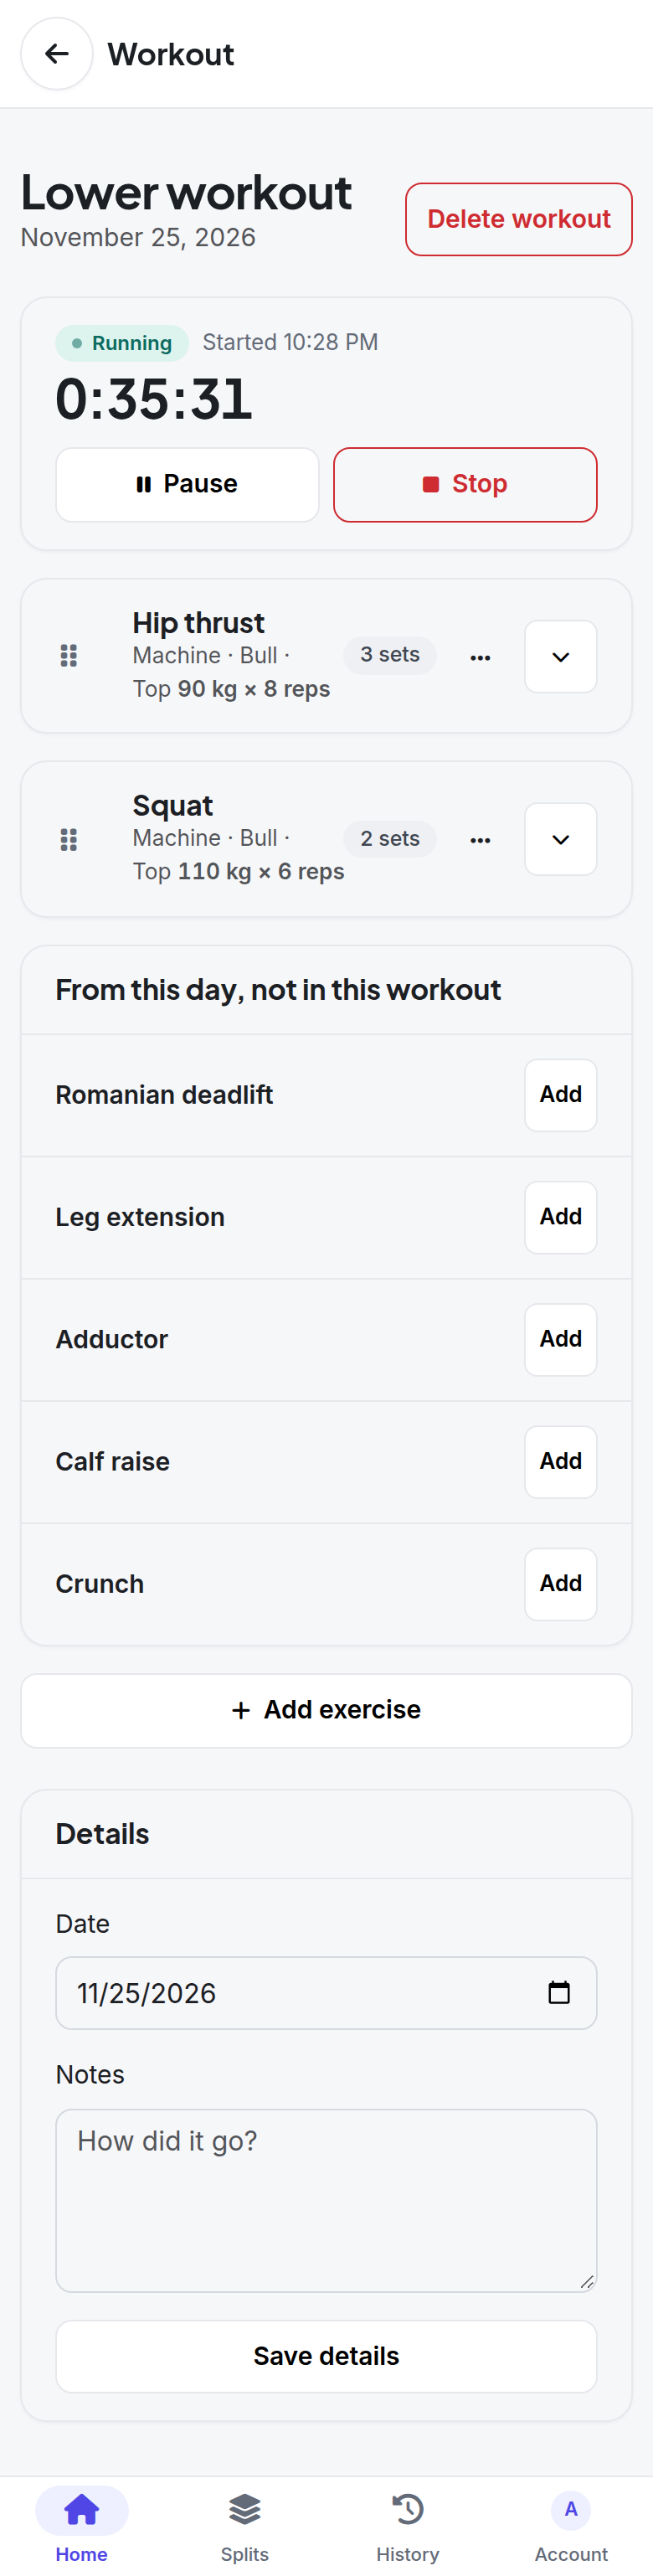 Workout
Lower workout
November 25, 2026
Delete workout
Running
Started 10:28 PM
0:35:31
Pause
Stop
Hip thrust
Machine · Bull ·
Top 90 kg × 8 reps
3 sets
Squat
Machine · Bull ·
Top 110 kg × 6 reps
2 sets
From this day, not in this workout
Romanian deadlift
Add
Leg extension
Add
Adductor
Add
Calf raise
Add
Crunch
Add
Add exercise
Details
Date
11/25/2026
Notes
How did it go?
Save details
Home
Splits
History
A
Account